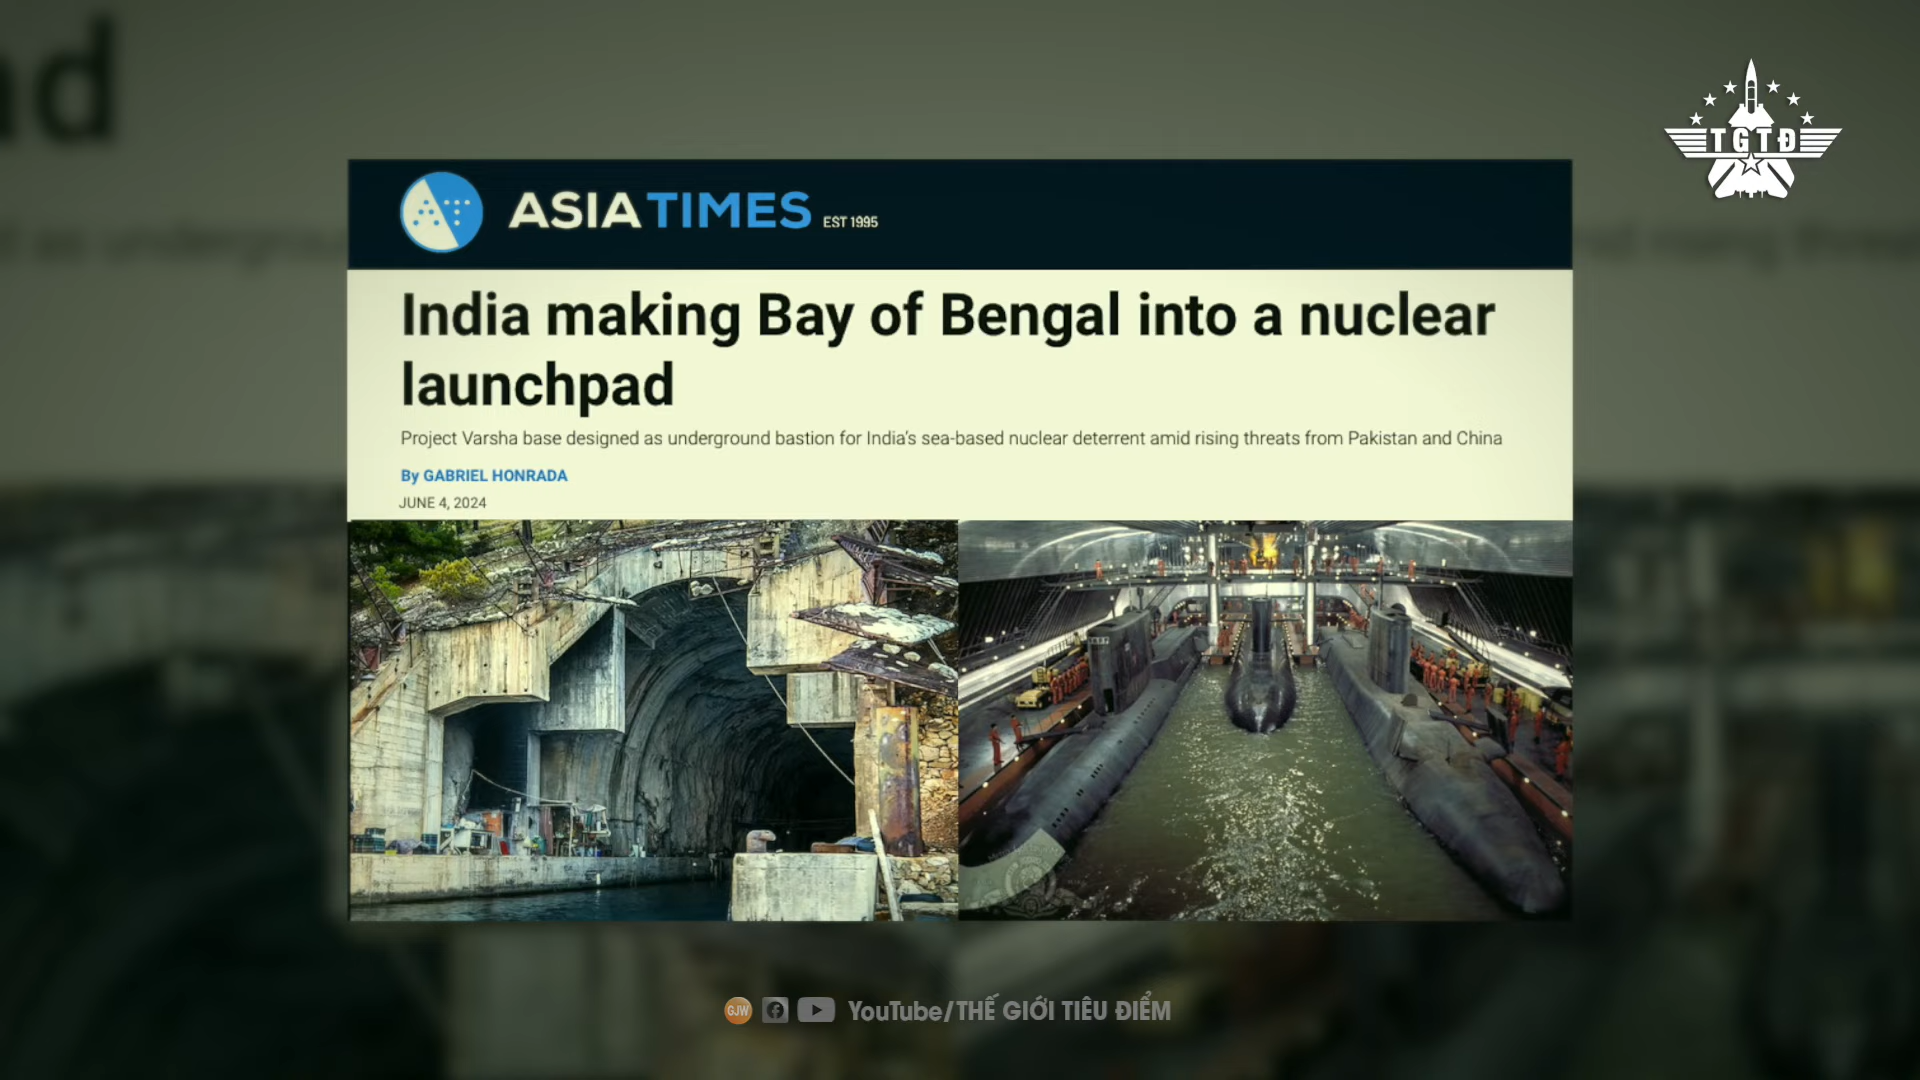 TGTĐ
ASIA TIMES EST 1995
India making Bay of Bengal into a nuclear
launchpad
Project Varsha base designed as underground bastion for India's sea-based nuclear deterrent amid rising threats from Pakistan and China
By GABRIEL HONRADA
JUNE 4, 2024
GJW YouTube/THẾ GIỚI TIÊU ĐIỂM